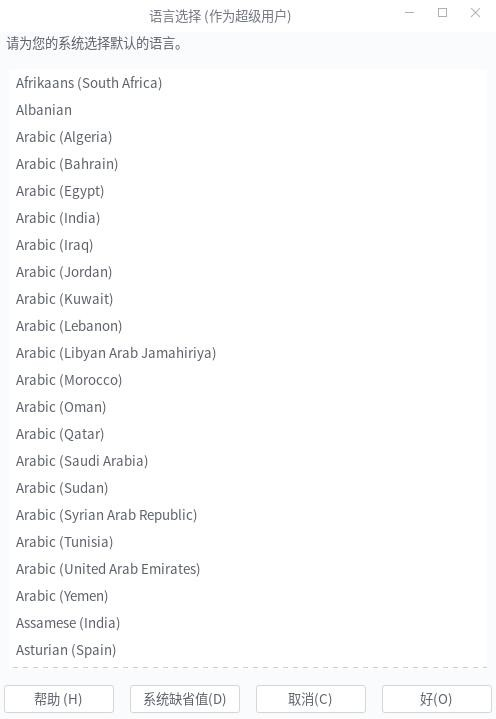 语言选择 (作为超级用户)
请为您的系统选择默认的语言。
Afrikaans (South Africa)
Albanian
Arabic (Algeria)
Arabic (Bahrain)
Arabic (Egypt)
Arabic (India)
Arabic (Iraq)
Arabic (Jordan)
Arabic (Kuwait)
Arabic (Lebanon)
Arabic (Libyan Arab Jamahiriya)
Arabic (Morocco)
Arabic (Oman)
Arabic (Qatar)
Arabic (Saudi Arabia)
Arabic (Sudan)
Arabic (Syrian Arab Republic)
Arabic (Tunisia)
Arabic (United Arab Emirates)
Arabic (Yemen)
Assamese (India)
Asturian (Spain)
帮助 (H) 系统缺省值(D) 取消(C) 好(O)